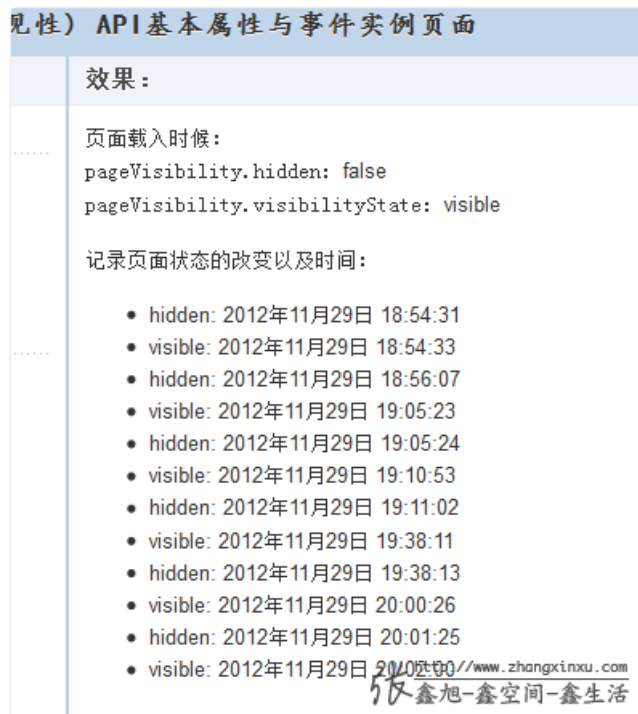 见性) API基本属性与事件实例页面
效果:
页面载入时候:
pageVisibility.hidden: false
pageVisibility.visibilityState: visible
记录页面状态的改变以及时间:
hidden: 2012年11月29日 18:54:31
visible: 2012年11月29日 18:54:33
hidden: 2012年11月29日 18:56:07
visible: 2012年11月29日 19:05:23
hidden: 2012年11月29日 19:05:24
visible: 2012年11月29日 19:10:53
hidden: 2012年11月29日 19:11:02
visible: 2012年11月29日 19:38:11
hidden: 2012年11月29日 19:38:13
visible: 2012年11月29日 20:00:26
hidden: 2012年11月29日 20:01:25
visible: 2012年11月29日 20:02:00
http://www.zhangxinxu.com
张鑫旭-鑫空间-鑫生活